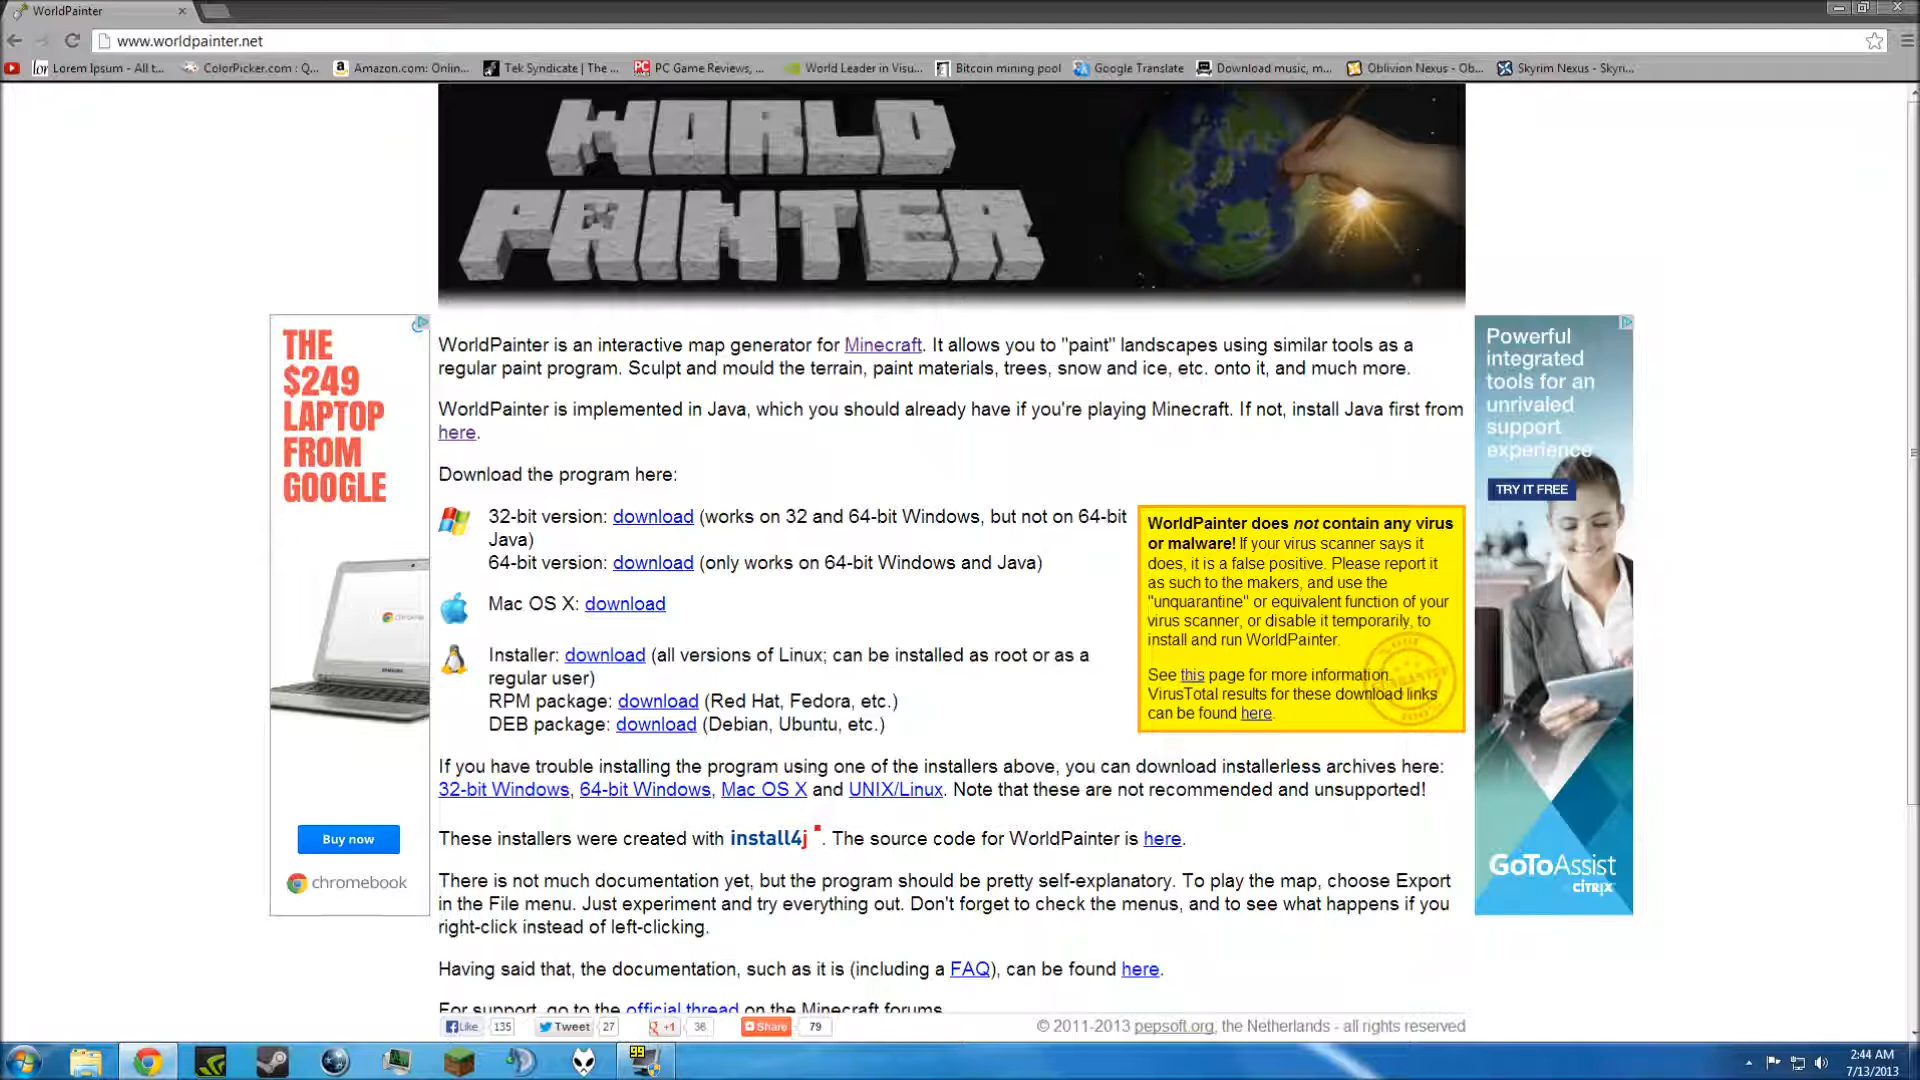 WorldPainter
www.worldpainter.net
Lorem Ipsum - All t...
ColorPicker.com : Q...
Amazon.com: Onlin...
Tek Syndicate | The ...
PC Game Reviews, ...
World Leader in Visu...
Bitcoin mining pool
Google Translate
Download music, m...
Oblivion Nexus - Ob...
Skyrim Nexus - Skyri...
WORLD
PAINTER
THE
$249
LAPTOP
FROM
GOOGLE
chrome
SAMSUNG
Buy now
chromebook
WorldPainter is an interactive map generator for Minecraft. It allows you to "paint" landscapes using similar tools as a
regular paint program. Sculpt and mould the terrain, paint materials, trees, snow and ice, etc. onto it, and much more.
WorldPainter is implemented in Java, which you should already have if you're playing Minecraft. If not, install Java first from
here.
Download the program here:
32-bit version: download (works on 32 and 64-bit Windows, but not on 64-bit
Java)
64-bit version: download (only works on 64-bit Windows and Java)
Mac OS X: download
Installer: download (all versions of Linux; can be installed as root or as a
regular user)
RPM package: download (Red Hat, Fedora, etc.)
DEB package: download (Debian, Ubuntu, etc.)
WorldPainter does not contain any virus
or malware! If your virus scanner says it
does, it is a false positive. Please report it
as such to the makers, and use the
"unquarantine" or equivalent function of your
virus scanner, or disable it temporarily, to
install and run WorldPainter.
See this page for more information.
VirusTotal results for these download links
can be found here.
If you have trouble installing the program using one of the installers above, you can download installerless archives here:
32-bit Windows, 64-bit Windows, Mac OS X and UNIX/Linux. Note that these are not recommended and unsupported!
These installers were created with install4j. The source code for WorldPainter is here.
There is not much documentation yet, but the program should be pretty self-explanatory. To play the map, choose Export
in the File menu. Just experiment and try everything out. Don't forget to check the menus, and to see what happens if you
right-click instead of left-clicking.
Having said that, the documentation, such as it is (including a FAQ), can be found here.
For support, go to the official thread on the Minecraft forums.
Like 135
Tweet 27
+1 36
Share 79
© 2011-2013 pepsoft.org, the Netherlands - all rights reserved
Powerful
integrated
tools for an
unrivaled
support
experience
TRY IT FREE
GoToAssist
CITRIX
99
2:44 AM
7/13/2013